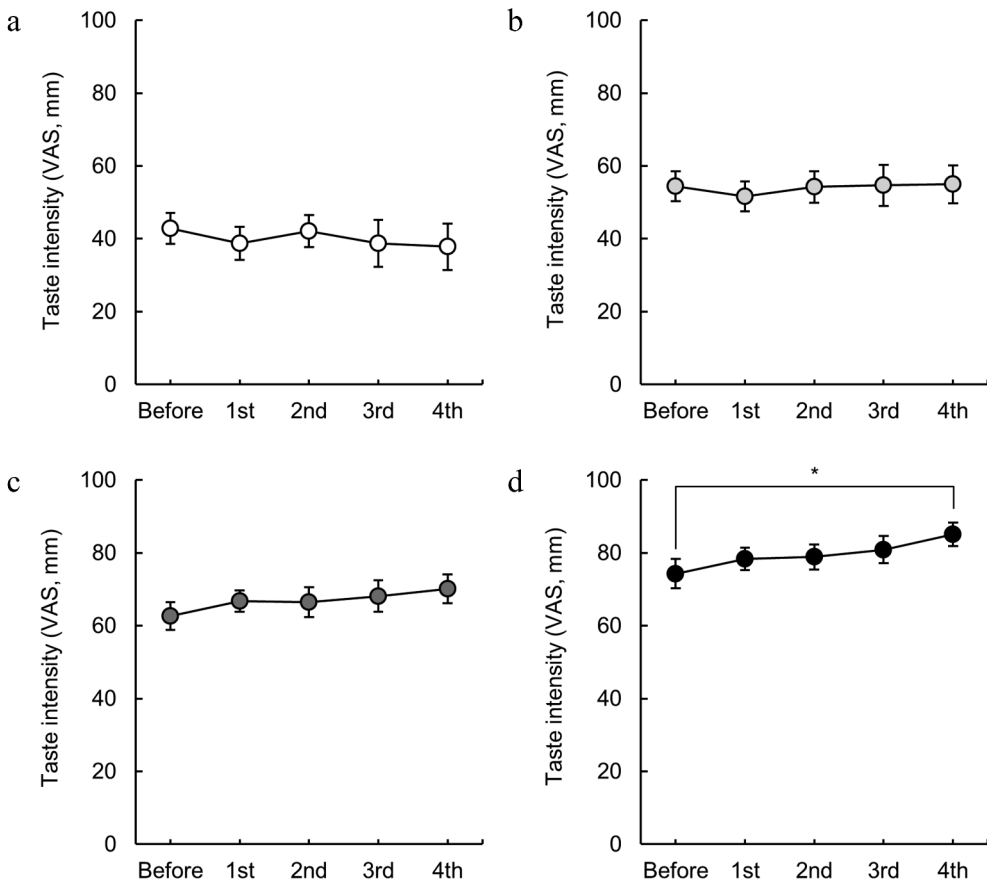 a
Taste intensity (VAS, mm)
100
80
60
40
20
0
Before 1st 2nd 3rd 4th
b
Taste intensity (VAS, mm)
100
80
60
40
20
0
Before 1st 2nd 3rd 4th
c
Taste intensity (VAS, mm)
100
80
60
40
20
0
Before 1st 2nd 3rd 4th
d
Taste intensity (VAS, mm)
100
80
60
40
20
0
*
Before 1st 2nd 3rd 4th